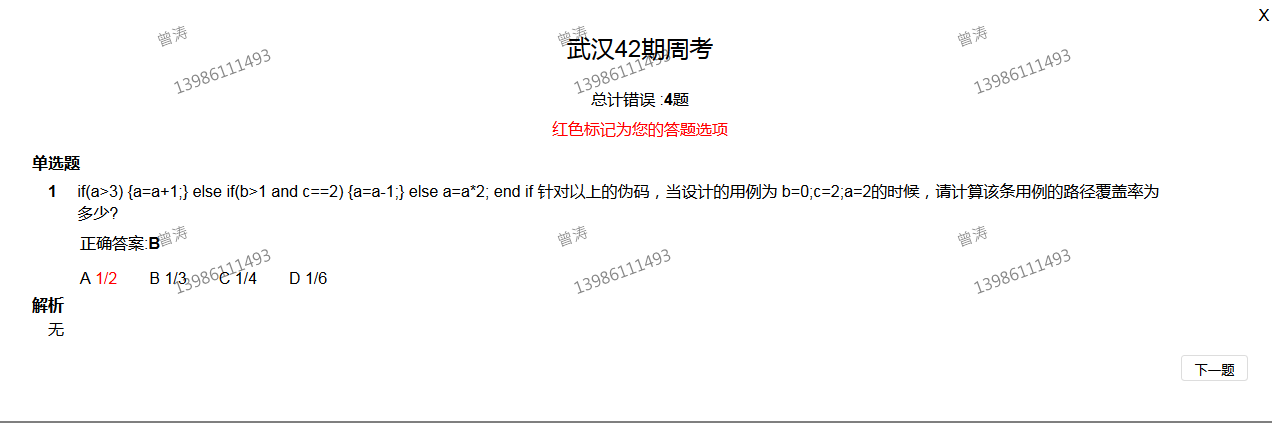 X
武汉42期周考
总计错误 :4题
红色标记为您的答题选项
单选题
1 if(a>3) {a=a+1;} else if(b>1 and c==2) {a=a-1;} else a=a*2; end if 针对以上的伪码，当设计的用例为 b=0;c=2;a=2的时候，请计算该条用例的路径覆盖率为
多少?
正确答案:B
A 1/2 B 1/3 C 1/4 D 1/6
解析
无
下一题
曾涛
13986111493
曾涛
13986111493
曾涛
13986111493
曾涛
13986111493
曾涛
13986111493
曾涛
13986111493